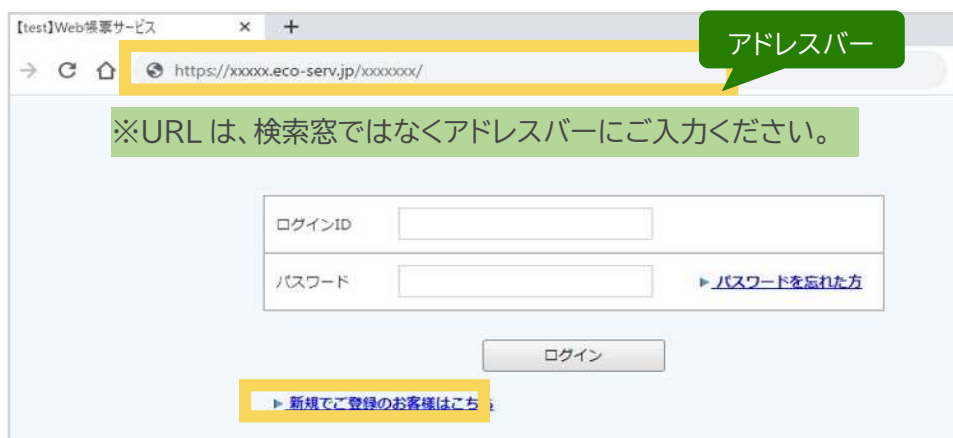 【test】Web帳票サービス
アドレスバー
https://xxxxx.eco-serv.jp/xxxxxxx/
※URL は、検索窓ではなくアドレスバーにご入力ください。
ログインID
パスワード
パスワードを忘れた方
ログイン
新規でご登録のお客様はこちら